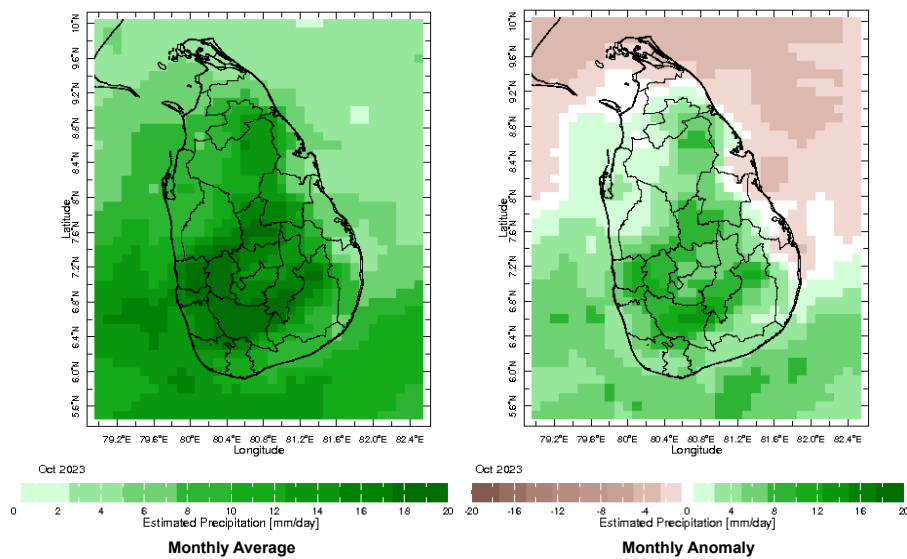 10°N
9.6°N
9.2°N
8.8°N
8.4°N
8°N
7.6°N
7.2°N
6.8°N
6.4°N
6.0°N
5.6°N
Latitude
79.2°E 79.6°E 80°E 80.4°E 80.8°E 81.2°E 81.6°E 82.0°E 82.4°E
Longitude
Oct 2023
0 2 4 6 8 10 12 14 16 18 20
Estimated Precipitation [mm/day]
Monthly Average
10°N
9.6°N
9.2°N
8.8°N
8.4°N
8°N
7.6°N
7.2°N
6.8°N
6.4°N
6.0°N
5.6°N
Latitude
79.2°E 79.6°E 80°E 80.4°E 80.8°E 81.2°E 81.6°E 82.0°E 82.4°E
Longitude
Oct 2023
-20 -16 -14 -10 -6 -2 0 2 4 8 12 16 20
Estimated Precipitation [mm/day]
Monthly Anomaly